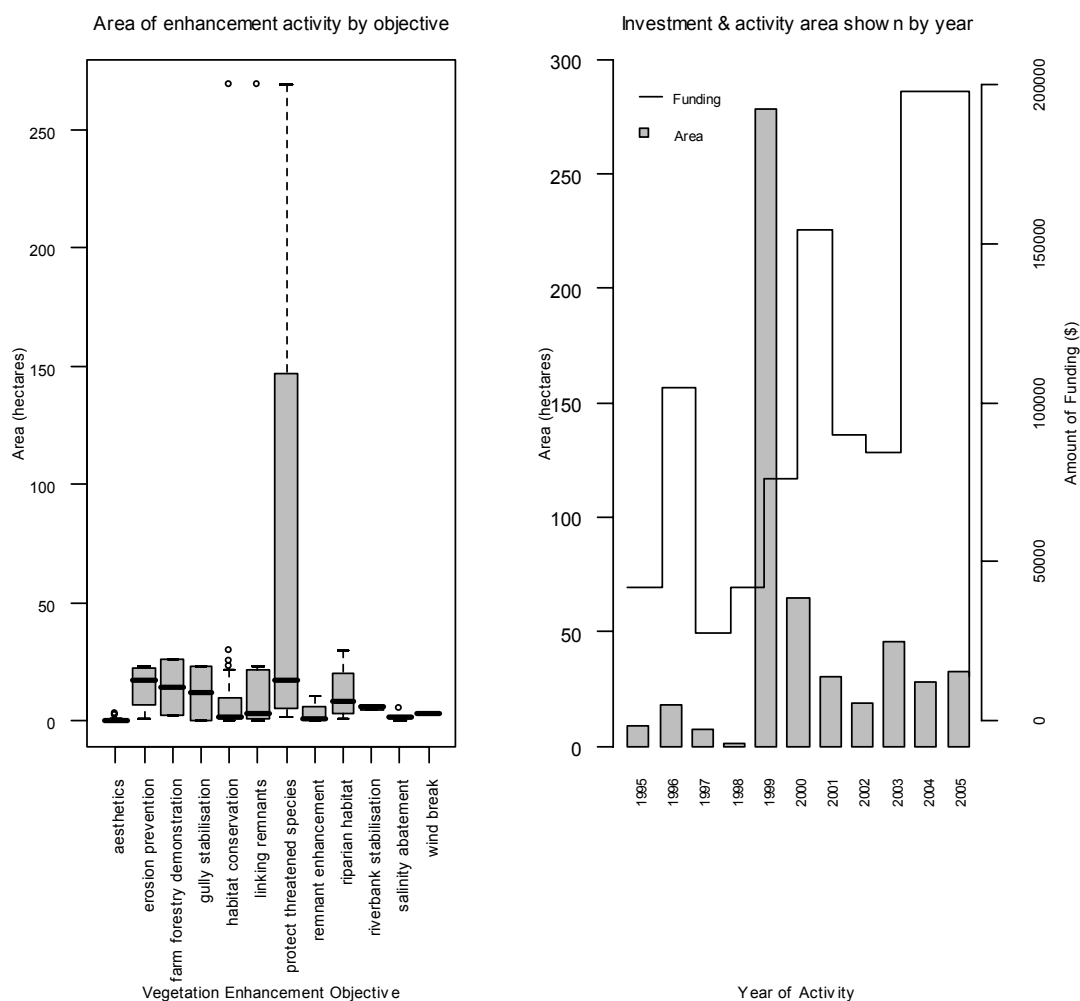 Area of enhancement activity by objective
250
200
150
100
50
0
Area (hectares)
aesthetics
erosion prevention
farm forestry demonstration
gully stabilisation
habitat conservation
linking remnants
protect threatened species
remnant enhancement
riparian habitat
riverbank stabilisation
salinity abatement
wind break
Vegetation Enhancement Objective
Investment & activity area shown by year
300
250
200
150
100
50
0
Area (hectares)
Funding
Area
200000
150000
100000
50000
0
Amount of Funding ($)
1995
1996
1997
1998
1999
2000
2001
2002
2003
2004
2005
Year of Activity